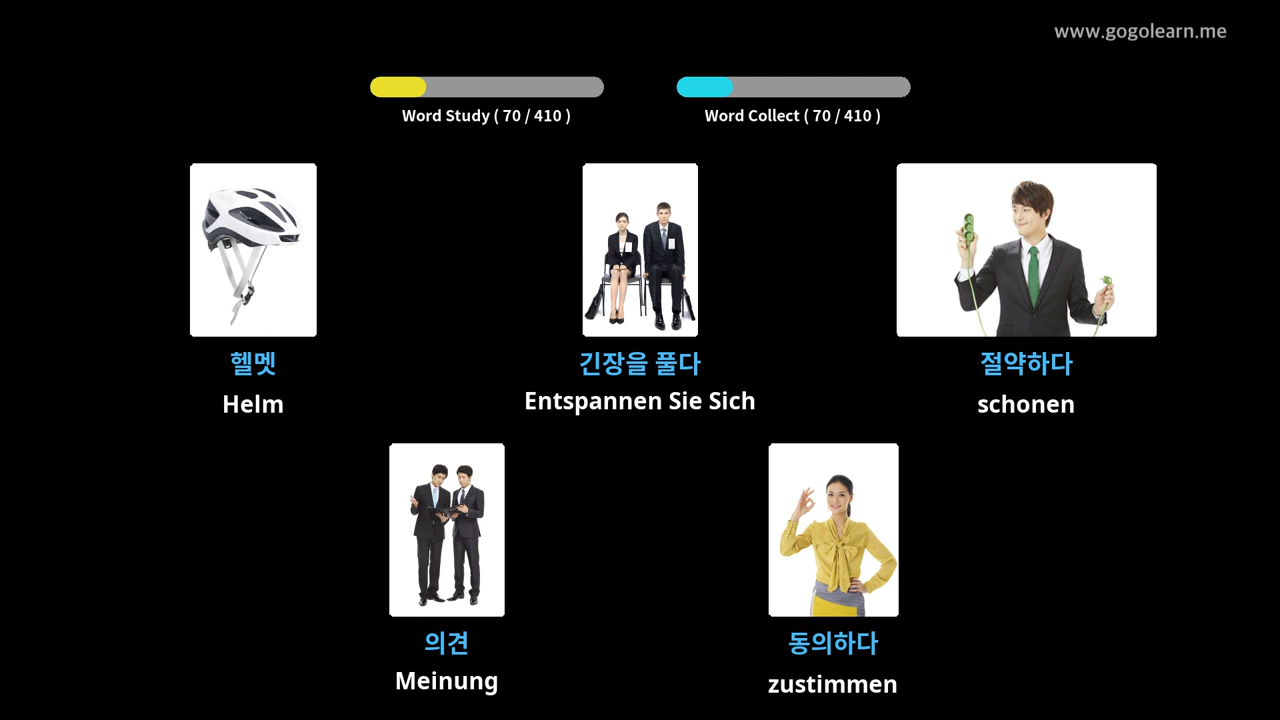 www.gogolearn.me
Word Study ( 70 / 410 )
Word Collect ( 70 / 410 )
헬멧
Helm
긴장을 풀다
Entspannen Sie Sich
절약하다
schonen
의견
Meinung
동의하다
zustimmen